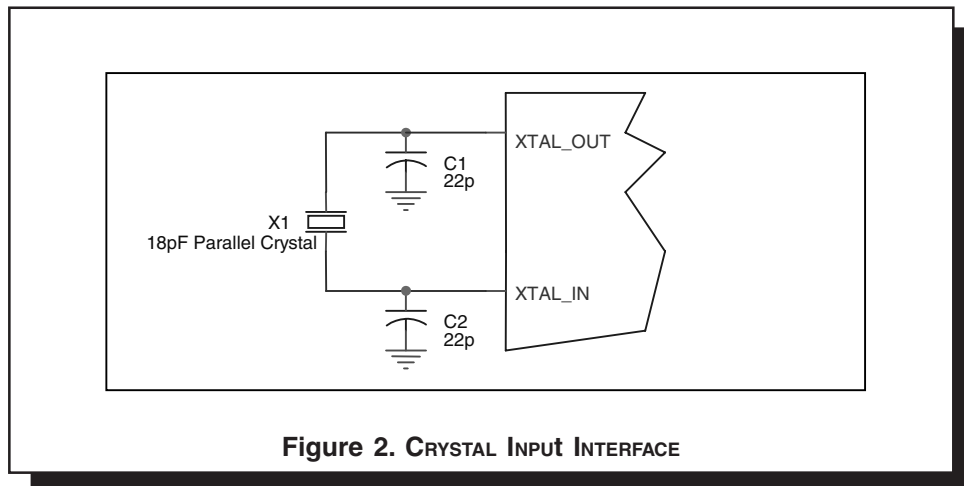 XTAL_OUT
C1
22p
X1
18pF Parallel Crystal
XTAL_IN
C2
22p
Figure 2. CRYSTAL INPUt INTERFACE